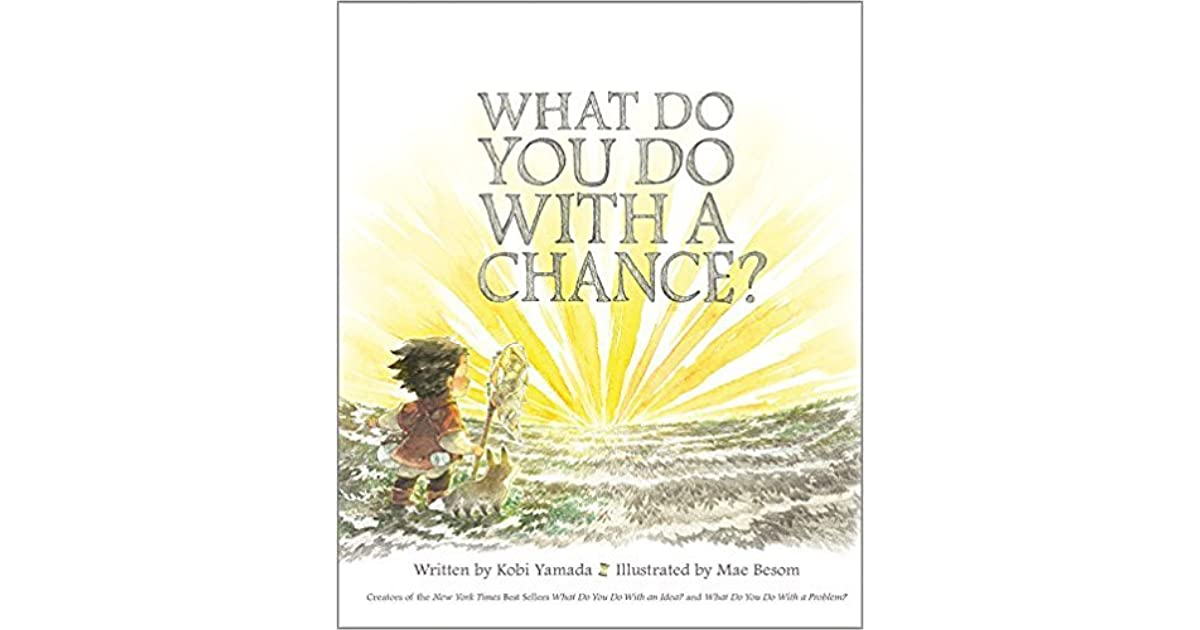 WHAT DO
YOU DO
WITH A
CHANCE?
Written by Kobi Yamada Illustrated by Mae Besom
Creators of the New York Times Best Sellers What Do You Do With an Idea? and What Do You Do With a Problem?